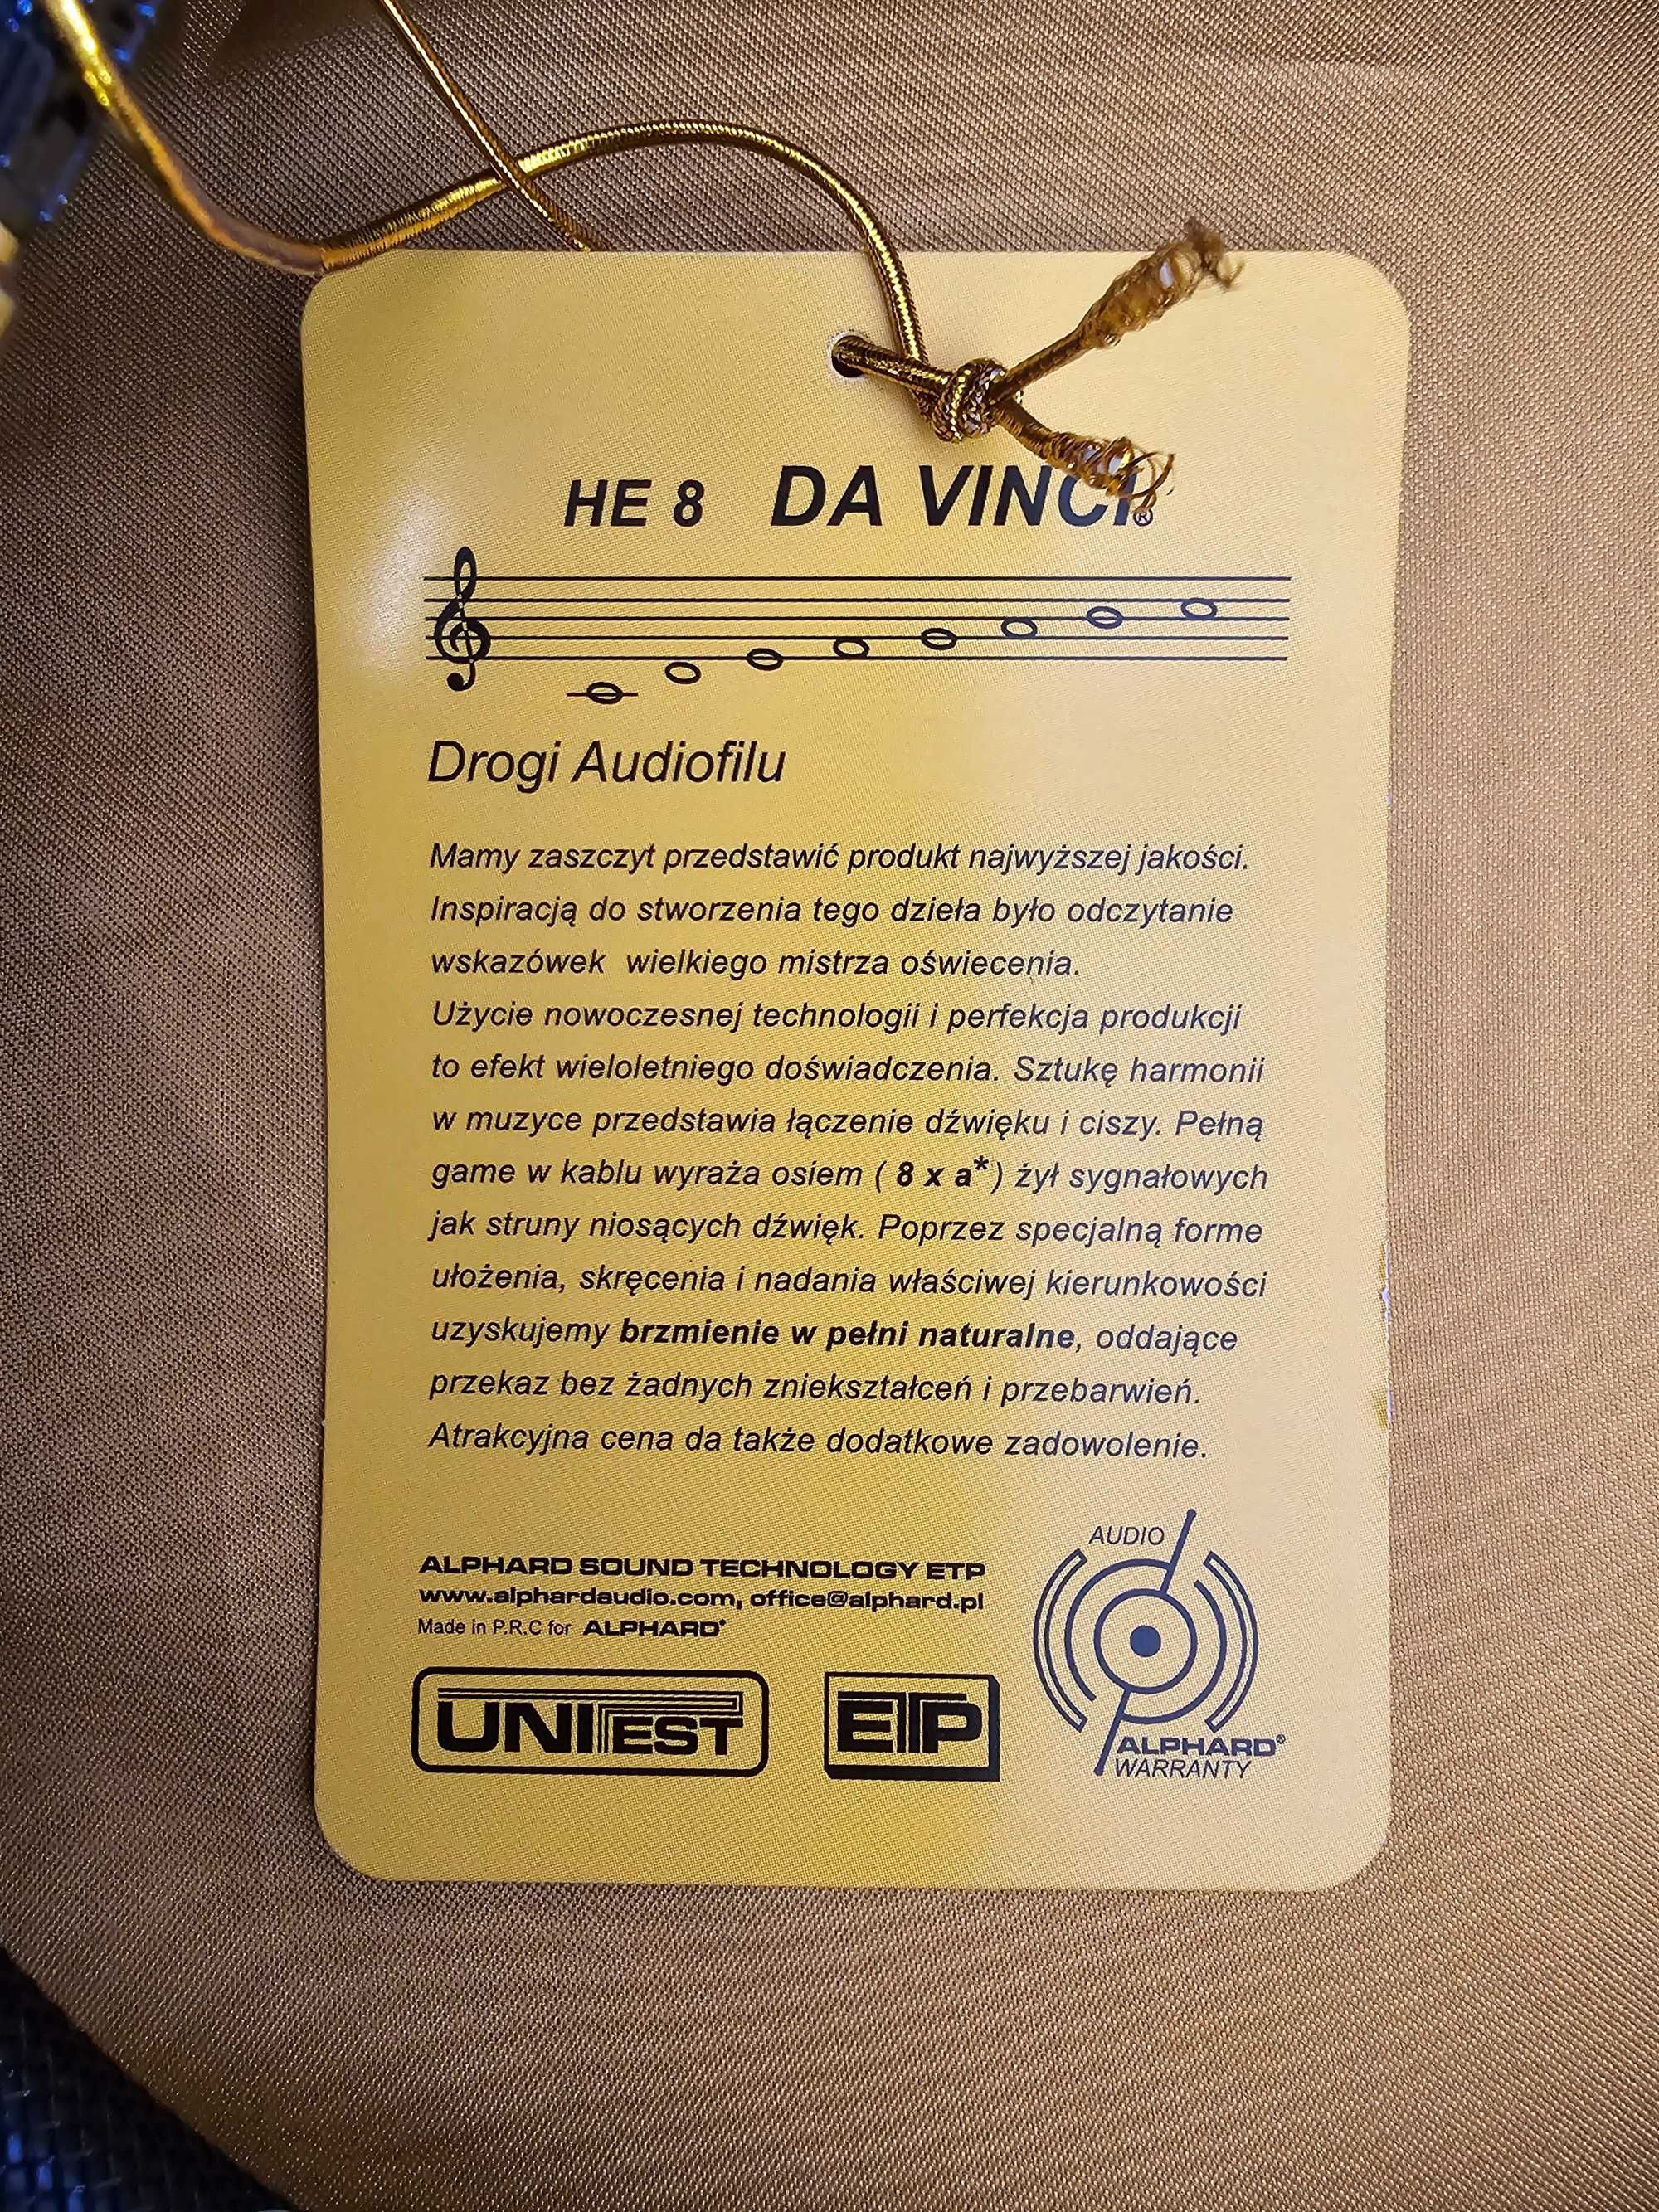 HE 8 DA VINCI®
Drogi Audiofilu
Mamy zaszczyt przedstawić produkt najwyższej jakości.
Inspiracją do stworzenia tego dzieła było odczytanie
wskazówek wielkiego mistrza oświecenia.
Użycie nowoczesnej technologii i perfekcja produkcji
to efekt wieloletniego doświadczenia. Sztukę harmonii
w muzyce przedstawia łączenie dźwięku i ciszy. Pełną
game w kablu wyraża osiem ( 8 x a*) żył sygnałowych
jak struny niosących dźwięk. Poprzez specjalną forme
ułożenia, skręcenia i nadania właściwej kierunkowości
uzyskujemy brzmienie w pełni naturalne, oddające
przekaz bez żadnych zniekształceń i przebarwień.
Atrakcyjna cena da także dodatkowe zadowolenie.
ALPHARD SOUND TECHNOLOGY ETP
www.alphardaudio.com, office@alphard.pl
Made in P.R.C for ALPHARD®
UNITEST
ETP
AUDIO
ALPHARD®
WARRANTY